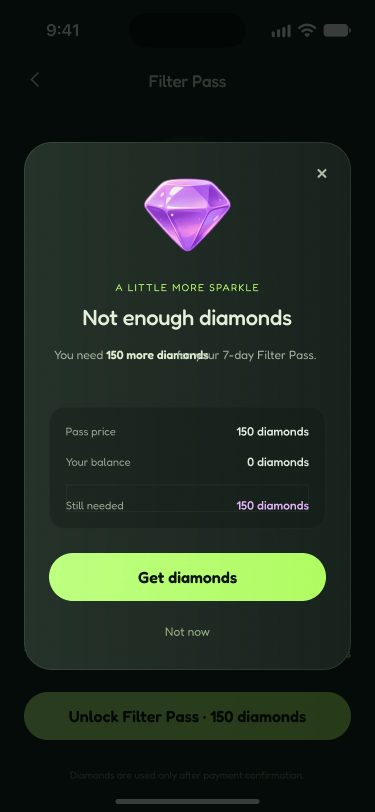 9:41
Filter Pass
A LITTLE MORE SPARKLE
Not enough diamonds
You need 150 more diamonds your 7-day Filter Pass.
Pass price 150 diamonds
Your balance 0 diamonds
Still needed 150 diamonds
Get diamonds
Not now
Unlock Filter Pass · 150 diamonds
Diamonds are used only after payment confirmation.